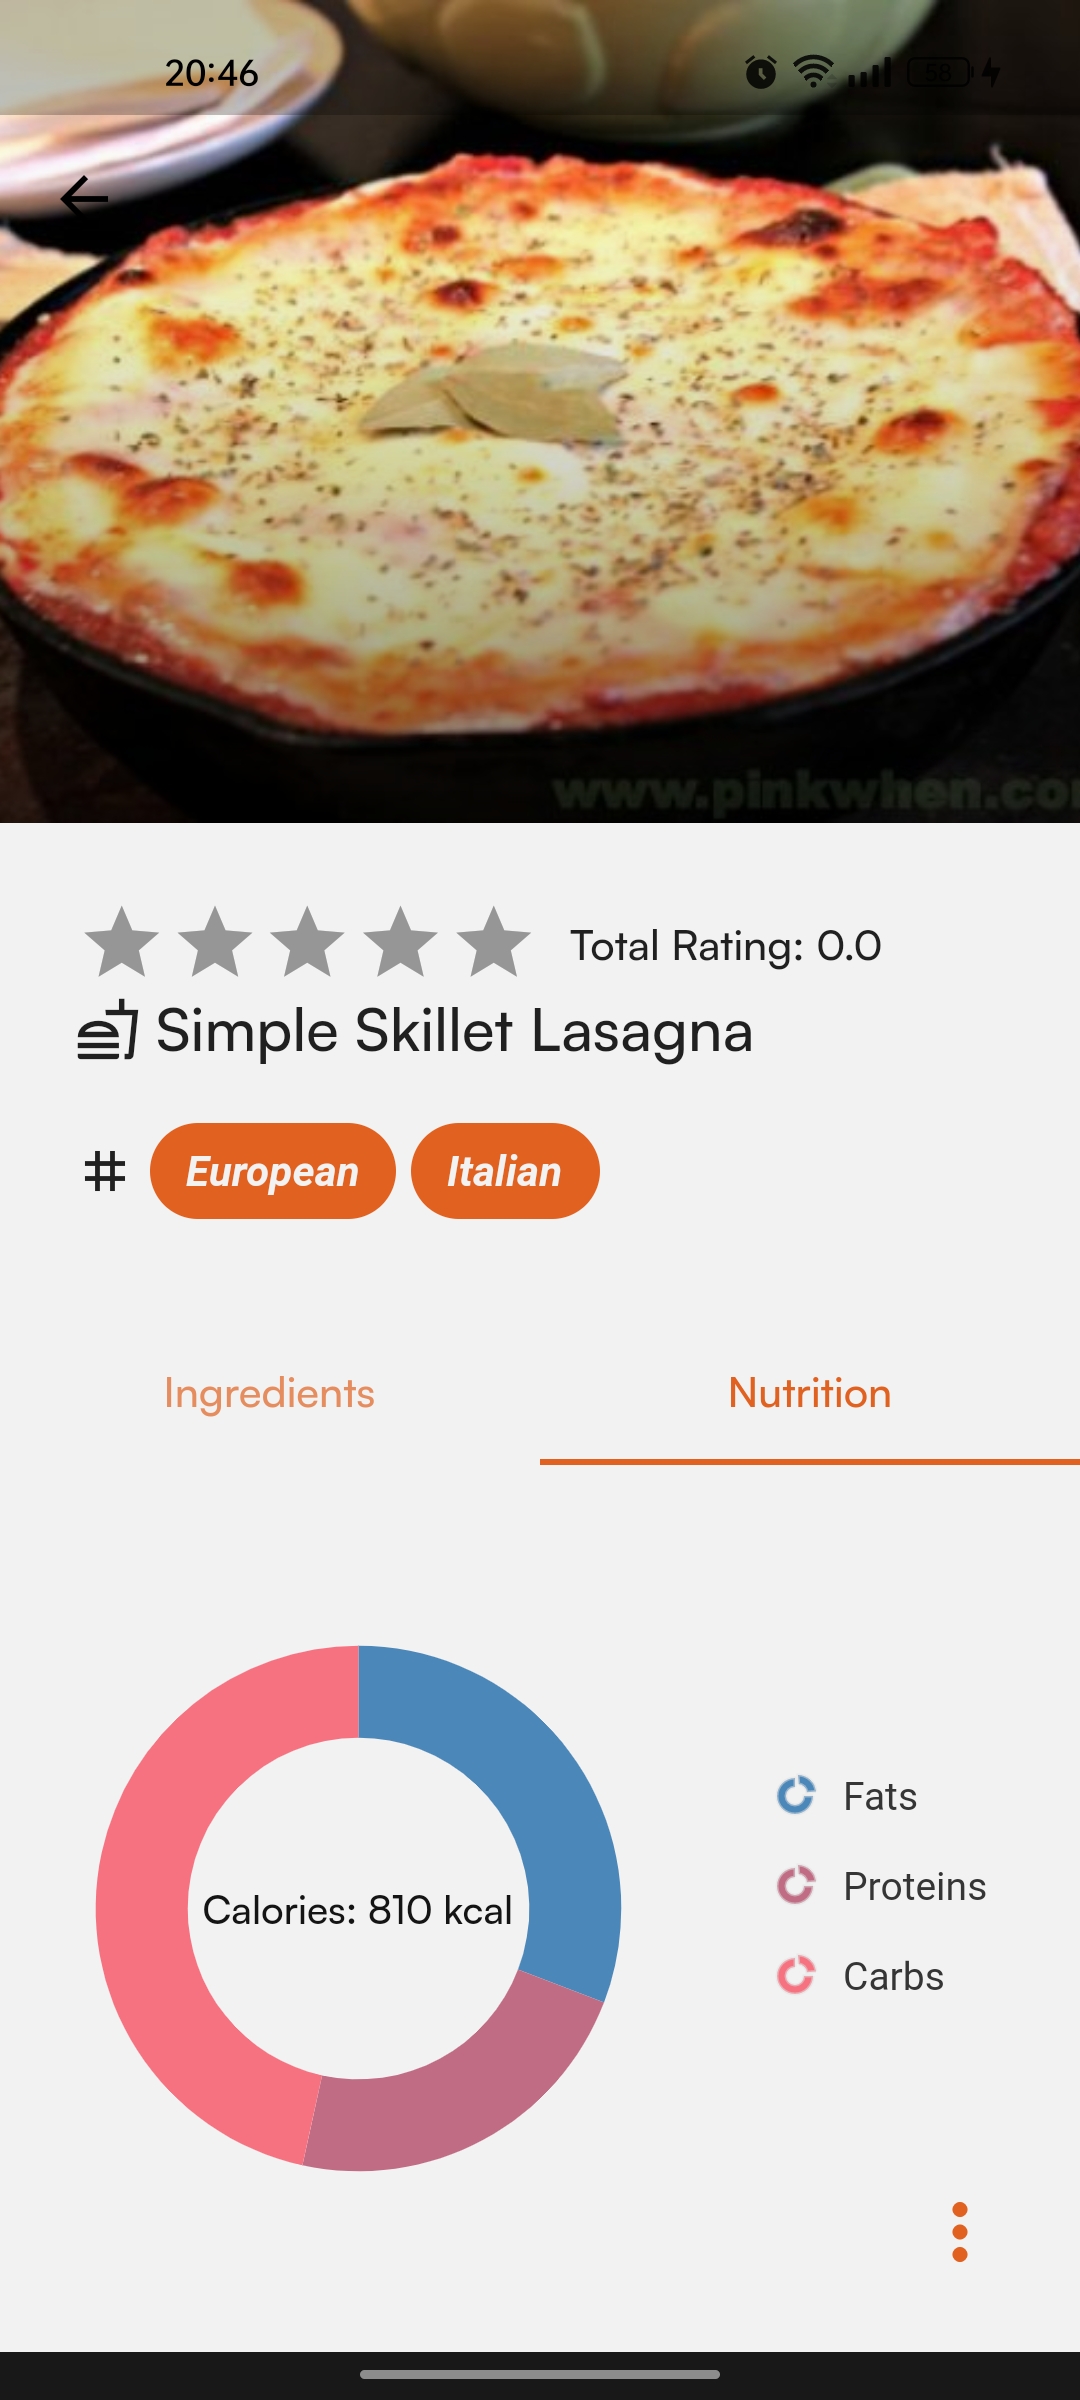 20:46
58
www.pinkwhen.co
Total Rating: 0.0
Simple Skillet Lasagna
# European Italian
Ingredients Nutrition
Fats
Proteins
Calories: 810 kcal
Carbs